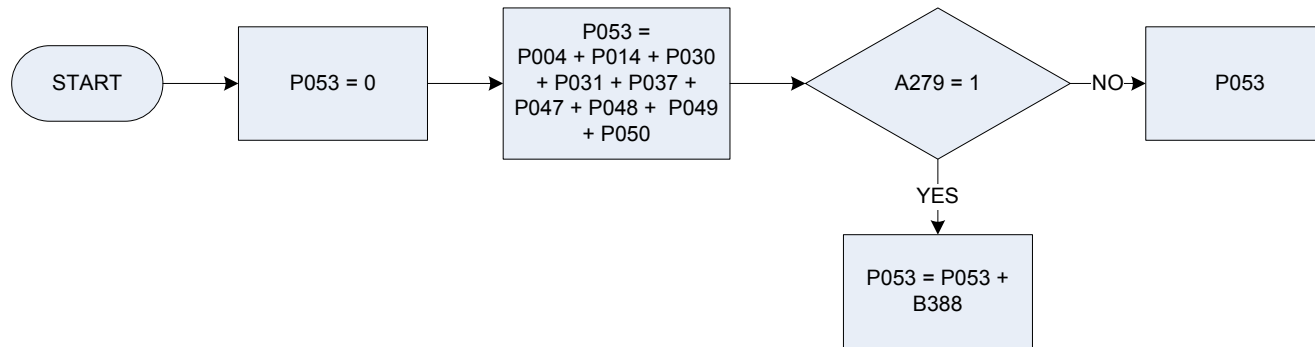 START
P053 = 0
P053 =
P004 + P014 + P030
+ P031 + P037 +
P047 + P048 +  P049
+ P050
A279 = 1
NO
P053
YES
P053 = P053 +
B388